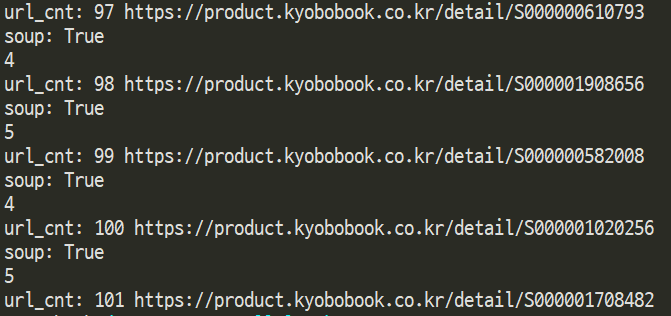 url_cnt: 97 https://product.kyobobook.co.kr/detail/S000000610793
soup: True
4
url_cnt: 98 https://product.kyobobook.co.kr/detail/S000001908656
soup: True
5
url_cnt: 99 https://product.kyobobook.co.kr/detail/S000000582008
soup: True
4
url_cnt: 100 https://product.kyobobook.co.kr/detail/S000001020256
soup: True
5
url_cnt: 101 https://product.kyobobook.co.kr/detail/S000001708482